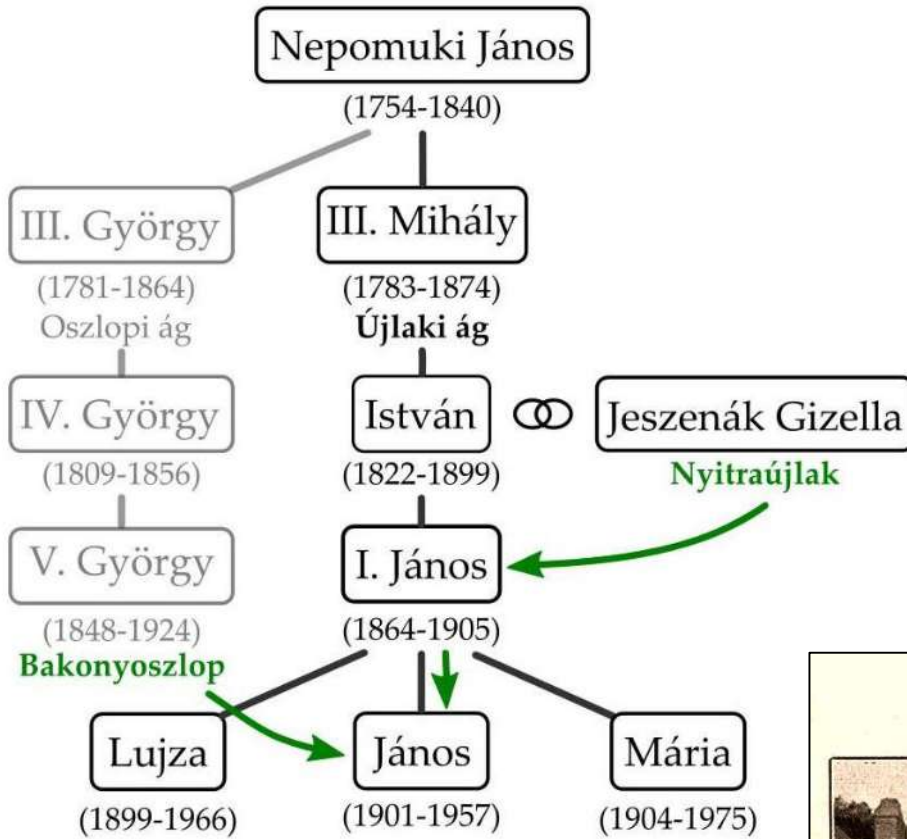 Nepomuki János
(1754-1840)
III. György
III. Mihály
(1781-1864)
(1783-1874)
Oszlopi ág
Újlaki ág
IV. György
István
Jeszenák Gizella
(1809-1856)
(1822-1899)
Nyitraújlak
V. György
I. János
(1848-1924)
(1864-1905)
Bakonyoszlop
Lujza
János
Mária
(1899-1966)
(1901-1957)
(1904-1975)